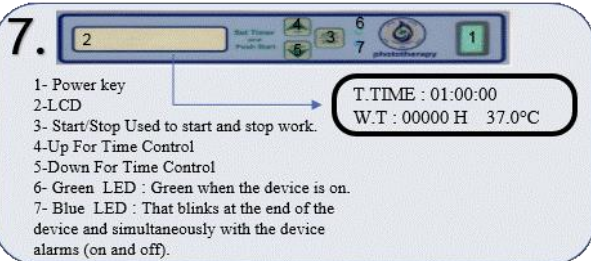 7.
2
Set Timer
and
Push Start
4
5
3
6
7
phototherapy
1
1- Power key
2-LCD
3- Start/Stop Used to start and stop work.
4-Up For Time Control
5-Down For Time Control
6- Green LED : Green when the device is on.
7- Blue LED : That blinks at the end of the
device and simultaneously with the device
alarms (on and off).
T.TIME : 01:00:00
W.T : 00000 H 37.0°C